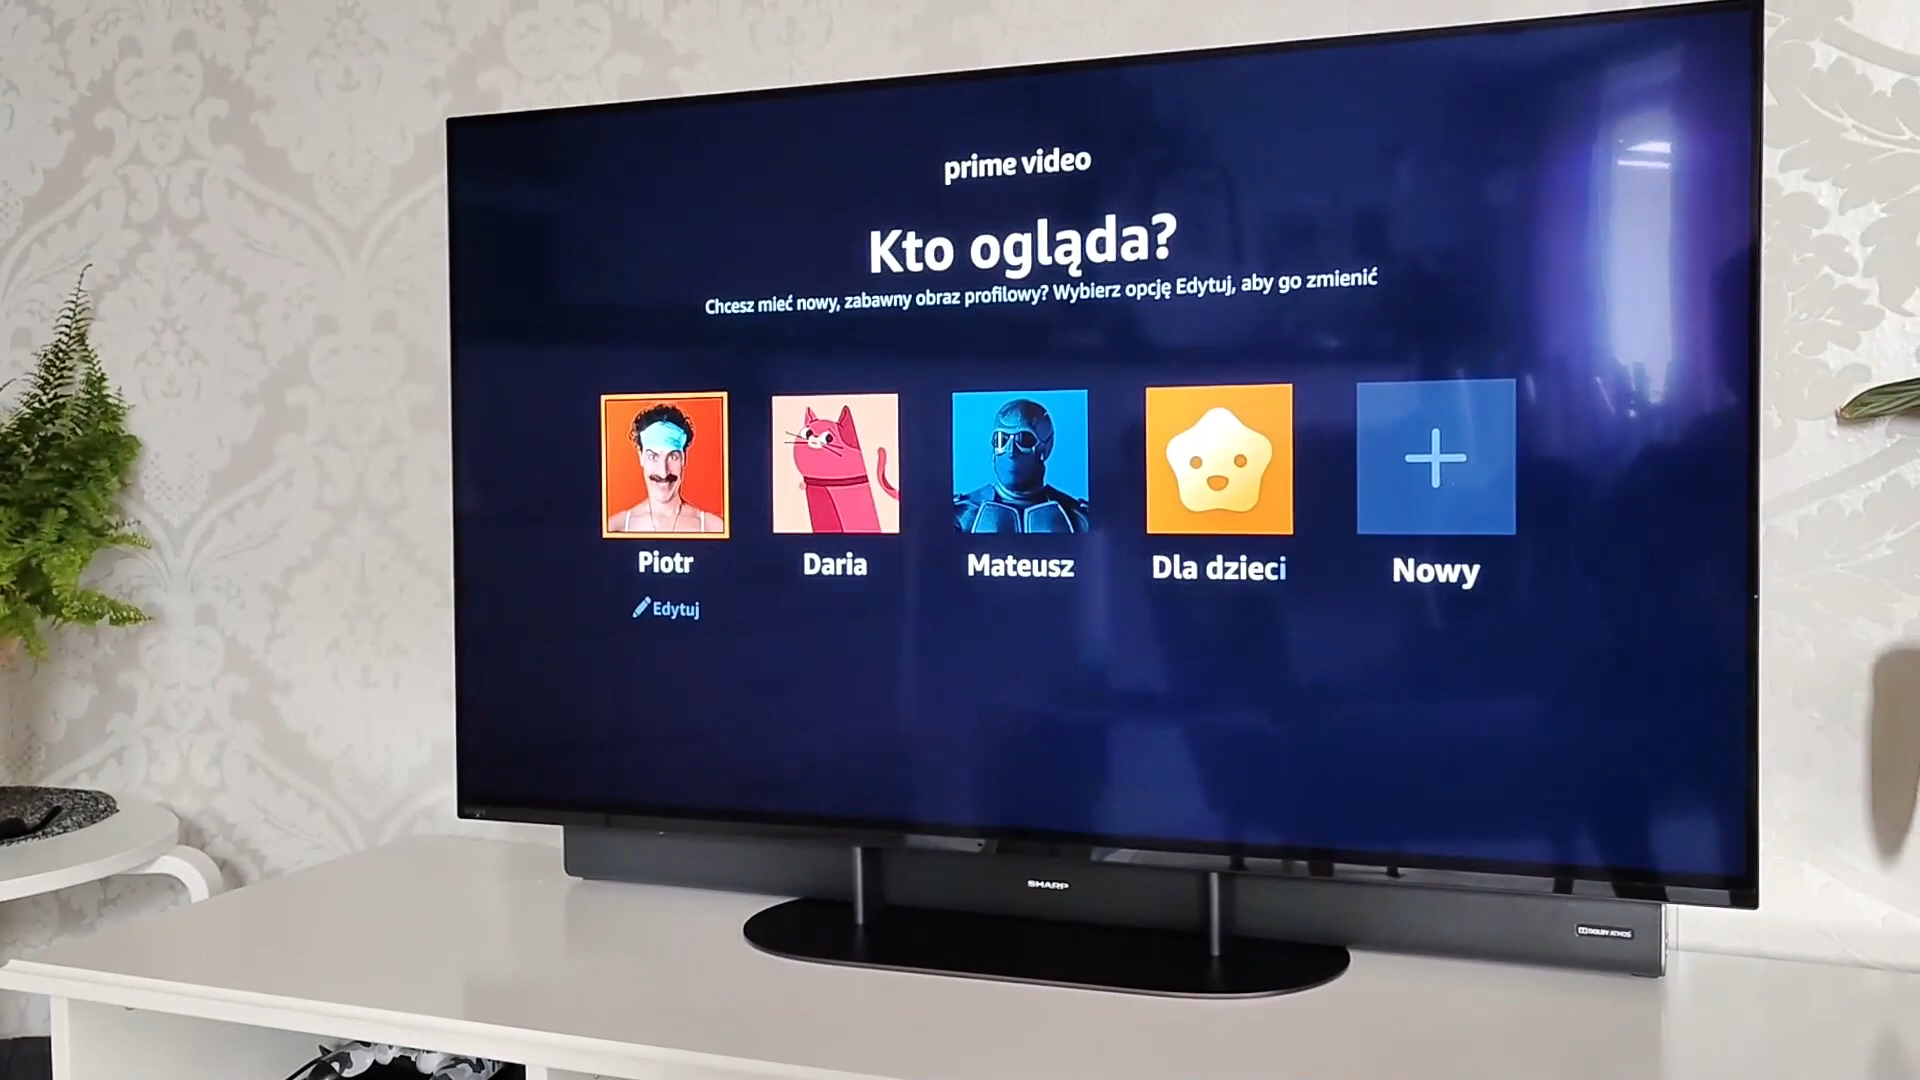 prime video
Kto ogląda?
Chcesz mieć nowy, zabawny obraz profilowy? Wybierz opcję Edytuj, aby go zmienić
Piotr
Daria
Mateusz
Dla dzieci
Nowy
Edytuj
SHARP
DOLBY ATMOS